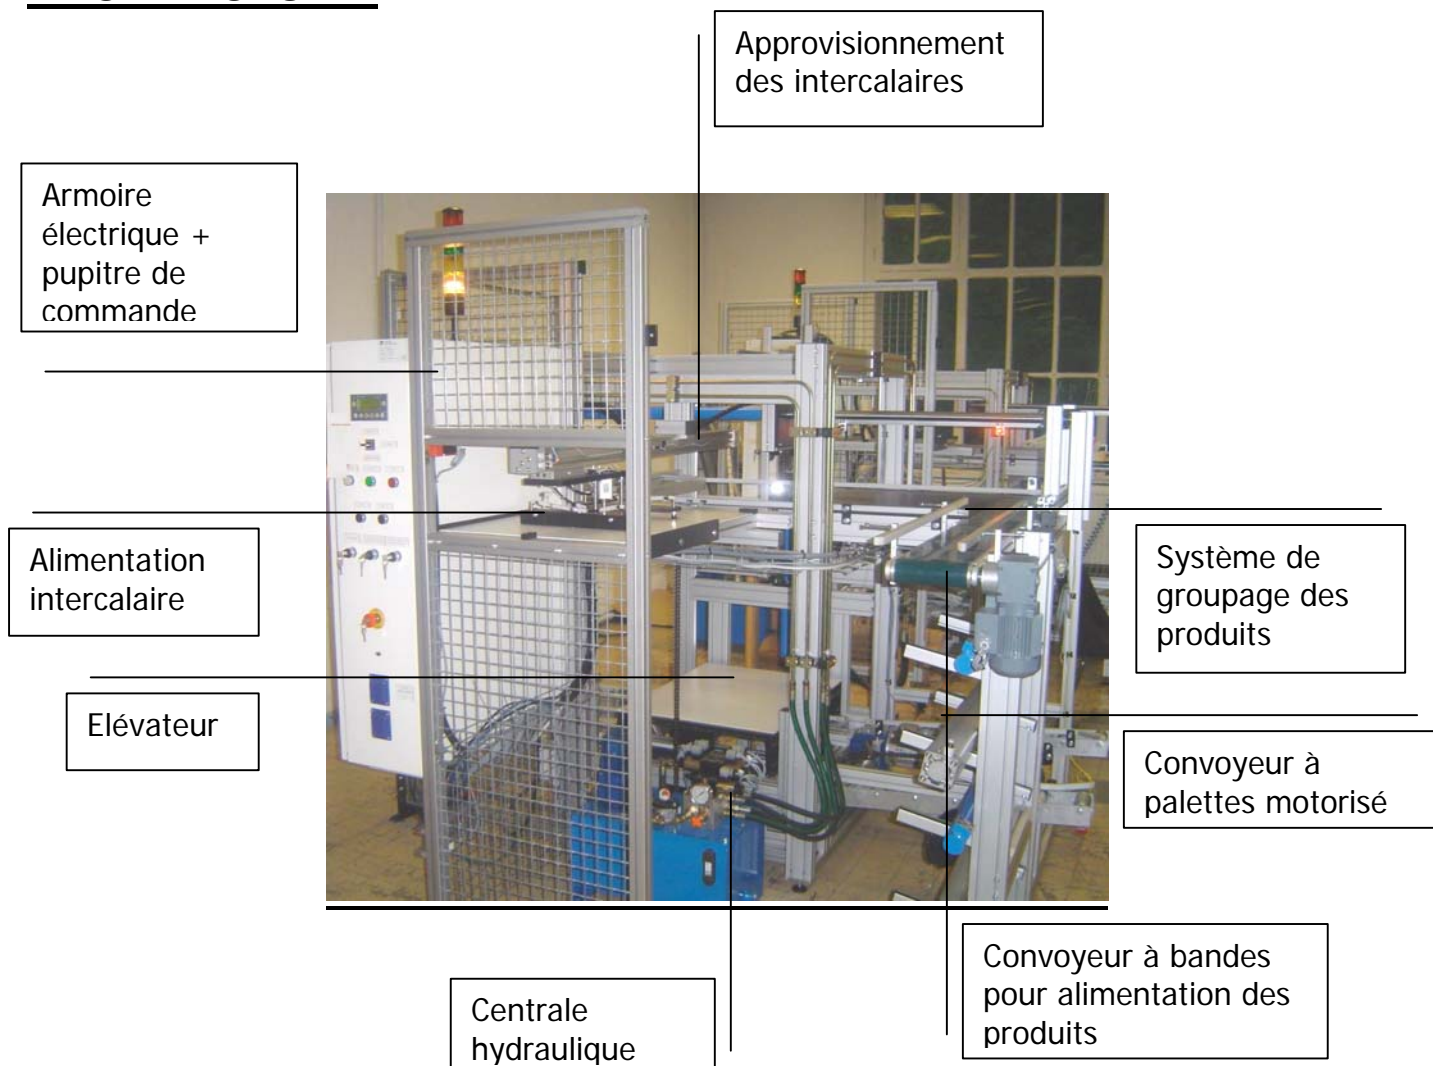 Approvisionnement
des intercalaires
Armoire
électrique +
pupitre de
commande
Alimentation
intercalaire
Système de
groupage des
produits
Elévateur
Convoyeur à
palettes motorisé
Convoyeur à bandes
pour alimentation des
produits
Centrale
hydraulique